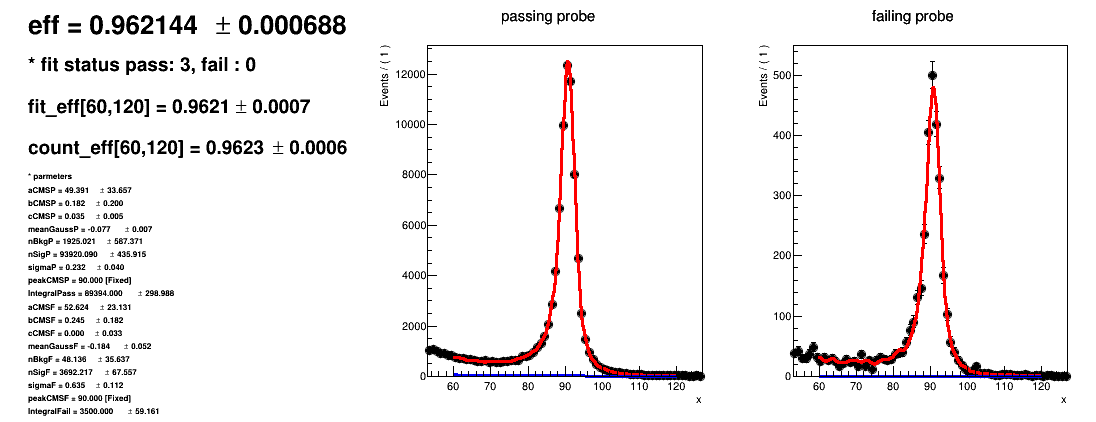 eff = 0.962144 ± 0.000688
* fit status pass: 3, fail : 0
fit_eff[60,120] = 0.9621 ± 0.0007
count_eff[60,120] = 0.9623 ± 0.0006
* parmeters
aCMSP = 49.391 ± 33.657
bCMSP = 0.182 ± 0.200
cCMSP = 0.035 ± 0.005
meanGaussP = -0.077 ± 0.007
nBkgP = 1925.021 ± 587.371
nSigP = 93920.090 ± 435.915
sigmaP = 0.232 ± 0.040
peakCMSP = 90.000 [Fixed]
IntegralPass = 89394.000 ± 298.988
aCMSF = 52.624 ± 23.131
bCMSF = 0.245 ± 0.182
cCMSF = 0.000 ± 0.033
meanGaussF = -0.184 ± 0.052
nBkgF = 48.136 ± 35.637
nSigF = 3692.217 ± 67.557
sigmaF = 0.635 ± 0.112
peakCMSF = 90.000 [Fixed]
IntegralFail = 3500.000 ± 59.161
passing probe
Events / ( 1 )
12000
10000
8000
6000
4000
2000
0
60 70 80 90 100 110 120
x
failing probe
Events / ( 1 )
500
400
300
200
100
0
60 70 80 90 100 110 120
x